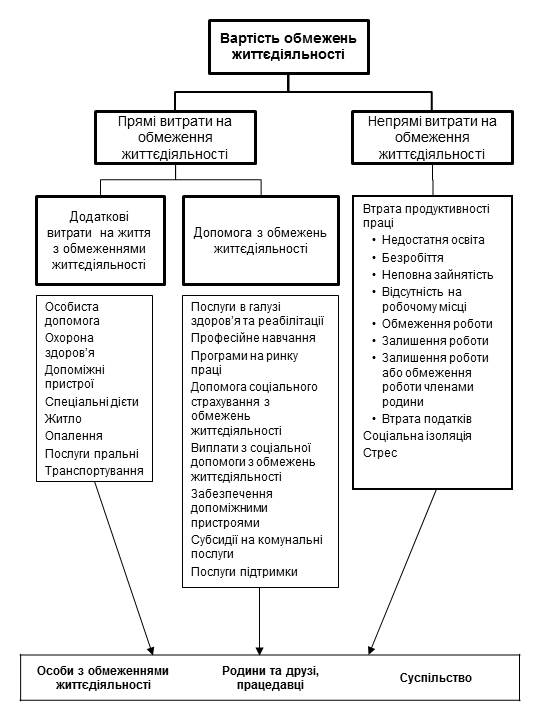 Вартість обмежень
життєдіяльності
Прямі витрати на
обмеження
життєдіяльності
Непрямі витрати на
обмеження
життєдіяльності
Додаткові
витрати на життя
з обмеженнями
життєдіяльності
Допомога з обмежень
життєдіяльності
Особиста
допомога
Охорона
здоров'я
Допоміжні
пристрої
Спеціальні дієти
Житло
Опалення
Послуги пральні
Транспортування
Послуги в галузі
здоров'я та реабілітації
Професійне навчання
Програми на ринку
праці
Допомога соціального
страхування з
обмежень
життєдіяльності
Виплати з соціальної
допомоги з обмежень
життєдіяльності
Забезпечення
допоміжними
пристроями
Субсидії на комунальні
послуги
Послуги підтримки
Втрата продуктивності
праці
• Недостатня освіта
• Безробіття
• Неповна зайнятість
• Відсутність на
робочому місці
• Обмеження роботи
• Залишення роботи
• Залишення роботи
або обмеження
роботи членами
родини
• Втрата податків
Соціальна ізоляція
Стрес
Особи з обмеженнями
життєдіяльності
Родини та друзі,
працедавці
Суспільство